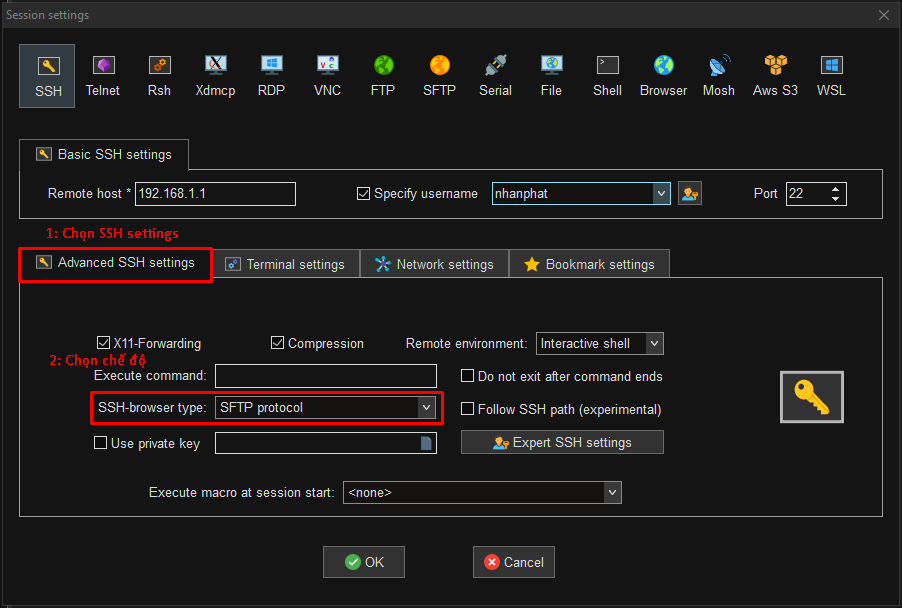 Session settings
SSH Telnet Rsh Xdmcp RDP VNC FTP SFTP Serial File Shell Browser Mosh Aws S3 WSL
Basic SSH settings
Remote host * 192.168.1.1 Specify username nhanphat Port 22
1: Chọn SSH settings
Advanced SSH settings Terminal settings Network settings Bookmark settings
X11-Forwarding Compression Remote environment: Interactive shell
2: Chọn chế độ
Execute command: Do not exit after command ends
SSH-browser type: SFTP protocol Follow SSH path (experimental)
Use private key Expert SSH settings
Execute macro at session start: <none>
OK Cancel